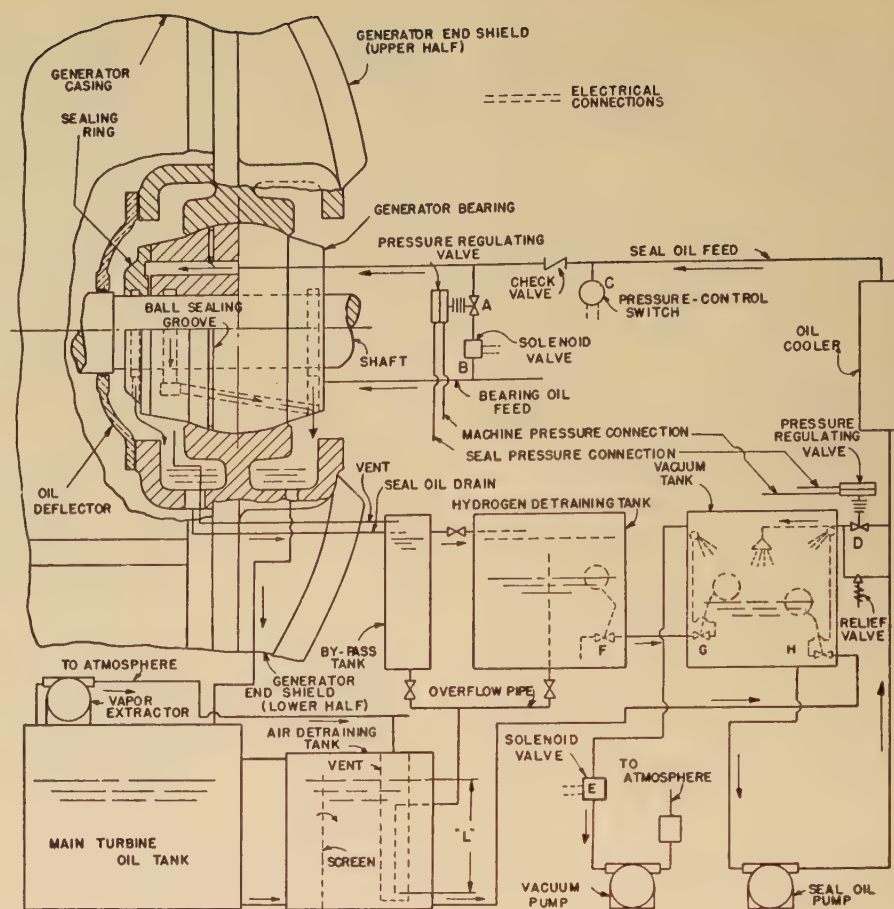 GENERATOR END SHIELD
(UPPER HALF)
GENERATOR
CASING
ELECTRICAL
CONNECTIONS
SEALING
RING
GENERATOR BEARING
PRESSURE REGULATING
VALVE
SEAL OIL FEED
CHECK
VALVE
C
PRESSURE-CONTROL
SWITCH
A
BALL SEALING
GROOVE
SHAFT
SOLENOID
VALVE
B
OIL
COOLER
BEARING OIL
FEED
MACHINE PRESSURE CONNECTION
SEAL PRESSURE CONNECTION
PRESSURE
REGULATING
VALVE
VACUUM
TANK
OIL
DEFLECTOR
VENT
SEAL OIL DRAIN
HYDROGEN DETRAINING TANK
D
RELIEF
VALVE
F
G
H
BY-PASS
TANK
GENERATOR
END SHIELD
(LOWER HALF)
OVERFLOW PIPE
TO ATMOSPHERE
VAPOR
EXTRACTOR
AIR DETRAINING
TANK
VENT
SOLENOID
VALVE
E
TO
ATMOSPHERE
"L"
MAIN TURBINE
OIL TANK
SCREEN
VACUUM
PUMP
SEAL OIL
PUMP